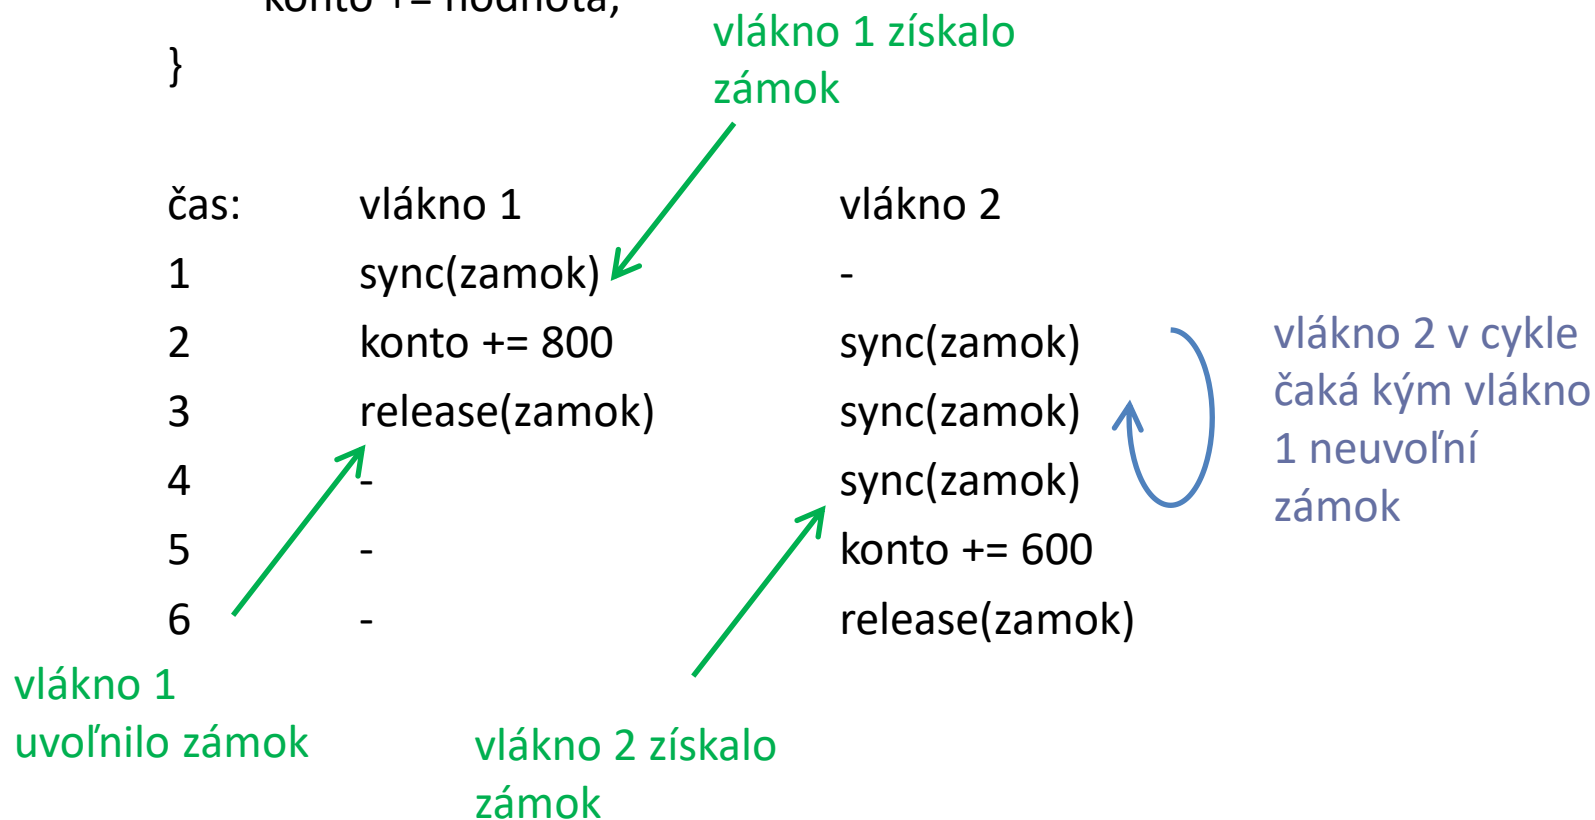 konto += hodnota;
}
vlákno 1 získalo
zámok
čas: vlákno 1 vlákno 2
1 sync(zamok) -
2 konto += 800 sync(zamok)
3 release(zamok) sync(zamok)
4 - sync(zamok)
5 - konto += 600
6 - release(zamok)
vlákno 2 v cykle
čaká kým vlákno
1 neuvoľní
zámok
vlákno 1
uvoľnilo zámok
vlákno 2 získalo
zámok